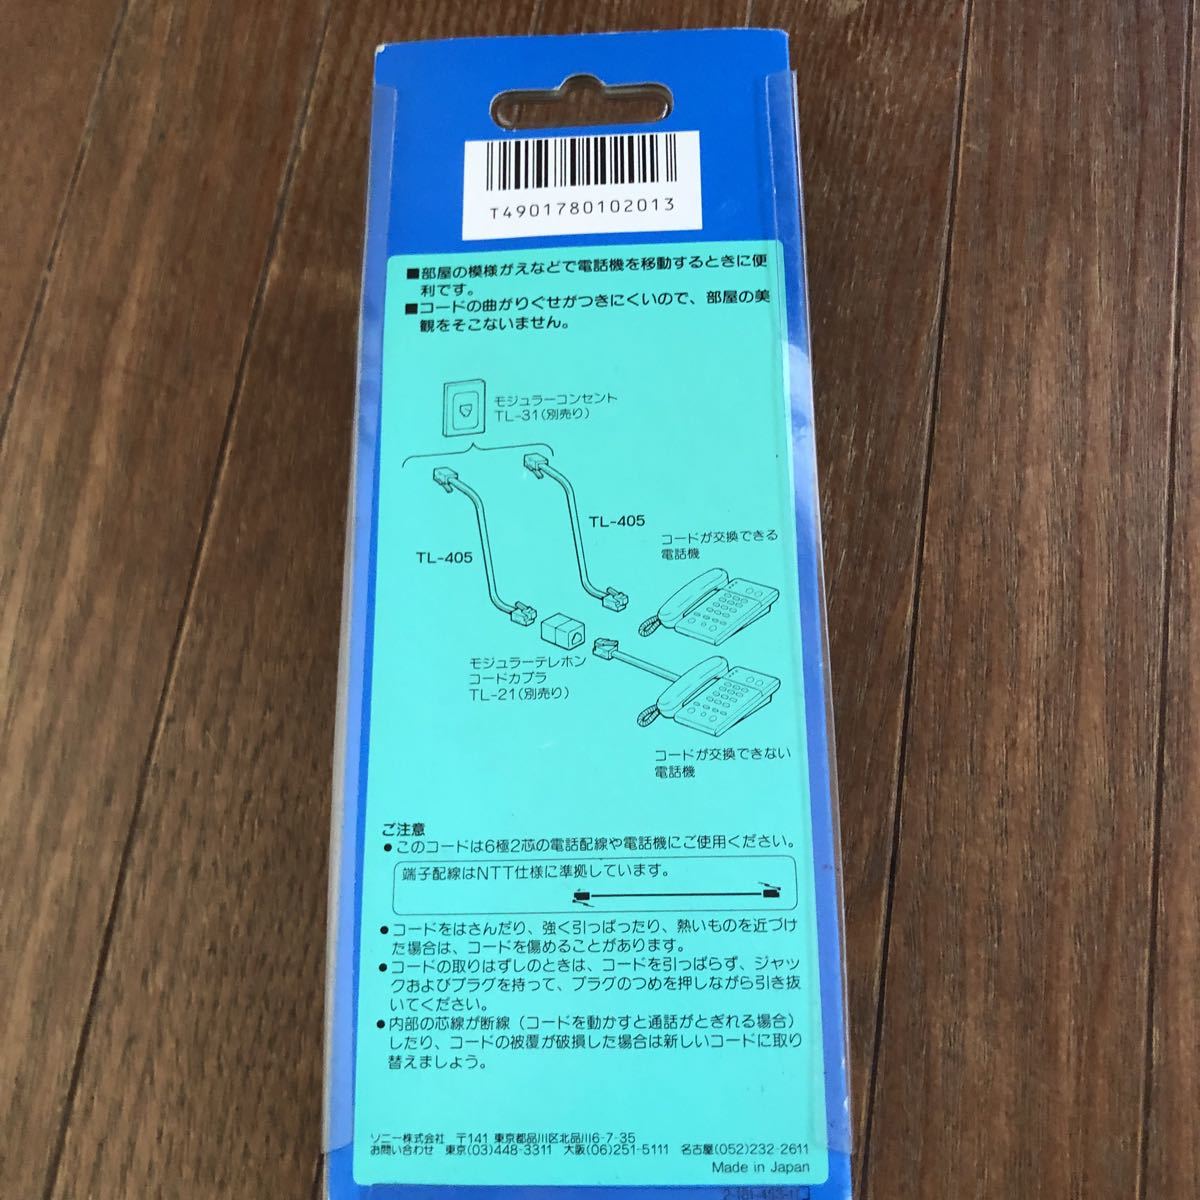 T4901780102013
■部屋の模様がえなどで電話機を移動するときに便
利です。
■コードの曲がりぐせがつきにくいので、部屋の美
観をそこないません。
モジュラーコンセント
TL-31(別売り)
TL-405
TL-405
コードが交換できる
電話機
モジュラーテレホン
コードカプラ
TL-21(別売り)
コードが交換できない
電話機
ご注意
●このコードは6極2芯の電話配線や電話機にご使用ください。
端子配線はNTT仕様に準拠しています。
●コードをはさんだり、強く引っぱったり、熱いものを近づけ
た場合は、コードを傷めることがあります。
●コードの取りはずしのときは、コードを引っぱらず、ジャッ
クおよびプラグを持って、プラグのつめを押しながら引き抜
いてください。
●内部の芯線が断線（コードを動かすと通話がとぎれる場合）
したり、コードの被覆が破損した場合は新しいコードに取り
替えましょう。
ソニー株式会社 〒141 東京都品川区北品川6-7-35
お問い合わせ 東京(03)448-3311 大阪(06)251-5111 名古屋(052)232-2611
Made in Japan